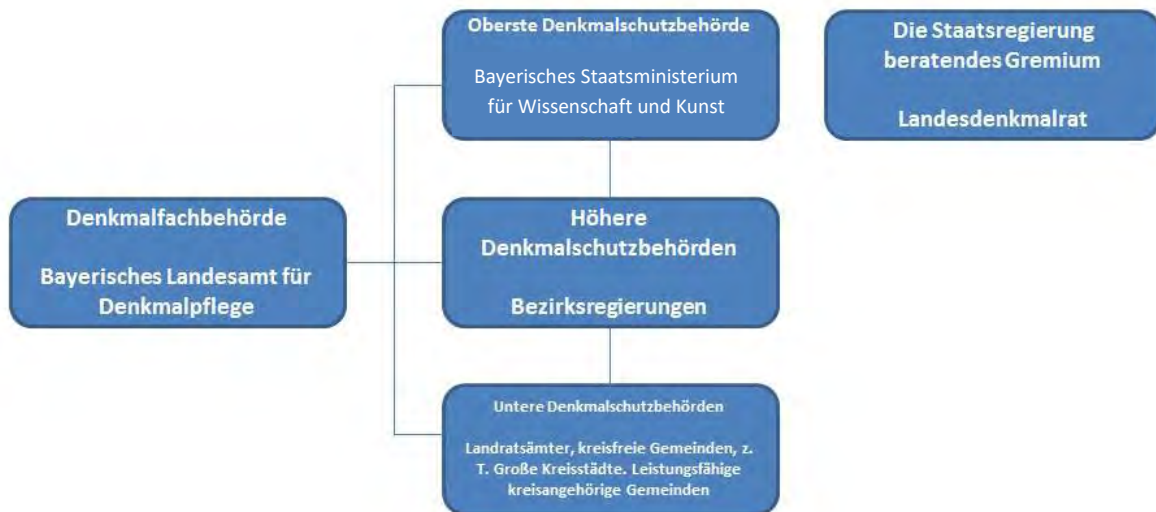 Oberste Denkmalschutzbehörde
Bayerisches Staatsministerium
für Wissenschaft und Kunst
Die Staatsregierung
beratendes Gremium
Landesdenkmalrat
Denkmalfachbehörde
Bayerisches Landesamt für
Denkmalpflege
Höhere
Denkmalschutzbehörden
Bezirksregierungen
Untere Denkmalschutzbehörden
Landratsämter, kreisfreie Gemeinden, z.
T. Große Kreisstädte. Leistungsfähige
kreisangehörige Gemeinden